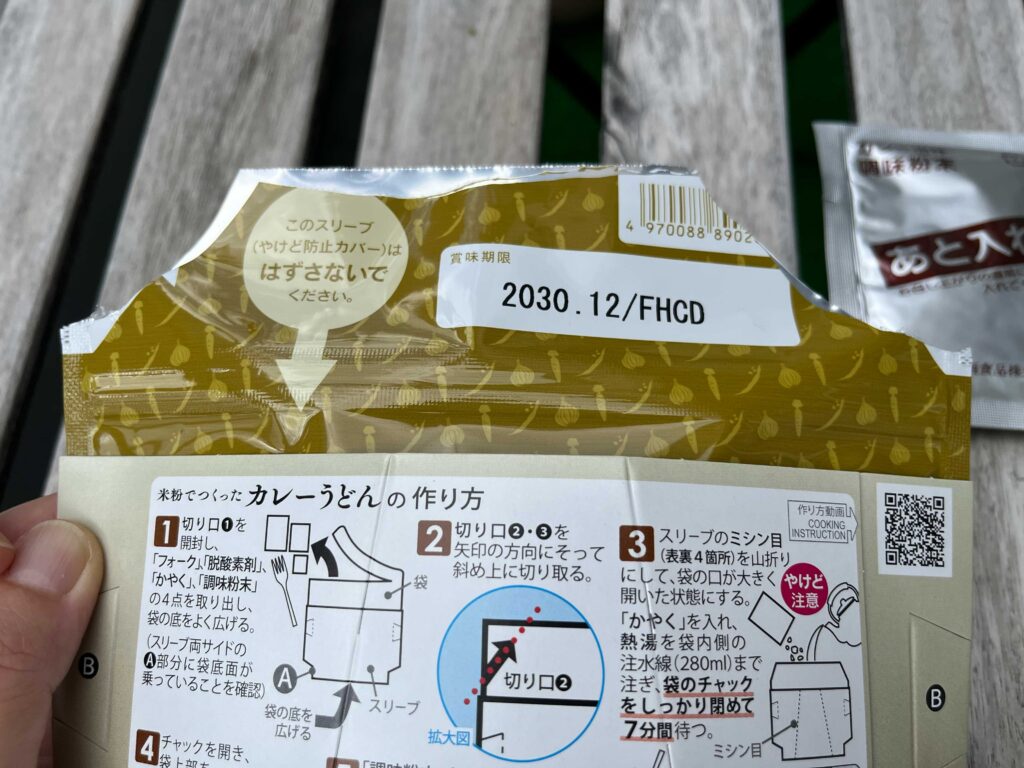 このスリーブ
(やけど防止カバー)は
はずさないで
ください。
賞味期限
2030.12/FHCD
4 970088 8902
調味粉末
あと入れ
米粉でつくったカレーうどんの作り方
作り方動画
COOKING
INSTRUCTION
1 切り口❶を
開封し、
「フォーク」、「脱酸素剤」、
「かやく」、「調味粉末」
の4点を取り出し、
袋の底をよく広げる。
(スリーブ両サイドの
Ⓐ部分に袋底面が
乗っていることを確認)
袋
A
袋の底を
広げる
スリーブ
2 切り口❷・❸を
矢印の方向にそって
斜め上に切り取る。
切り口❷
拡大図
3 スリーブのミシン目
(表裏4箇所)を山折り
にして、袋の口が大きく
開いた状態にする。
「かやく」を入れ、
熱湯を袋内側の
注水線(280ml)まで
注ぎ、袋のチャック
をしっかり閉めて
7分間待つ。
やけど
注意
ミシン目
B
B
4 チャックを開き、